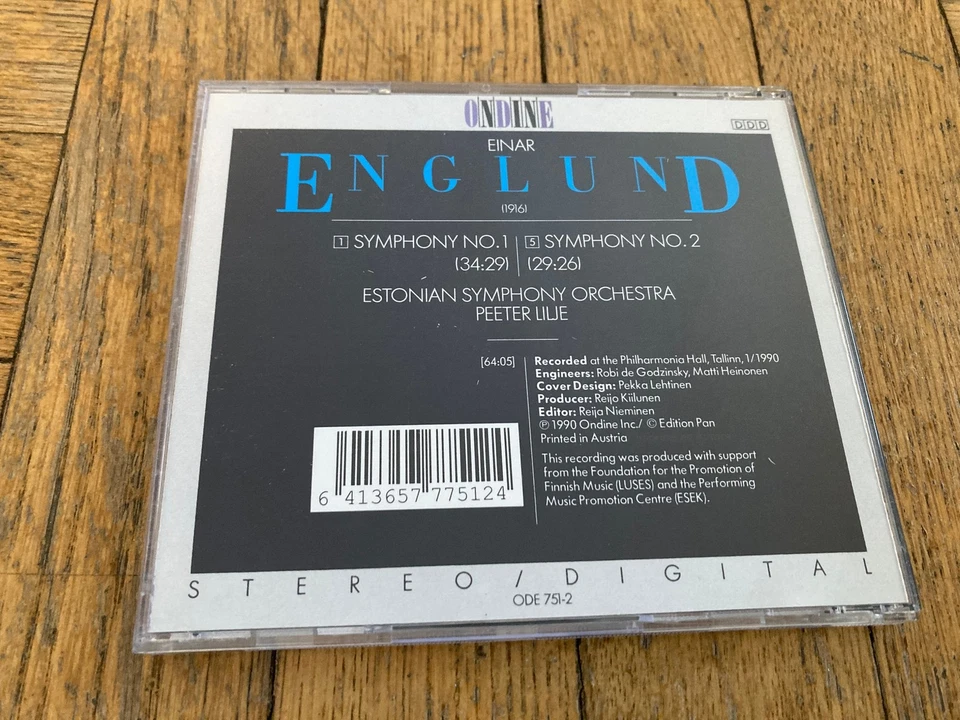 ONDINE
DDD
EINAR
ENGLUND
(1916)
1 SYMPHONY NO. 1 5 SYMPHONY NO. 2
(34:29) (29:26)
ESTONIAN SYMPHONY ORCHESTRA
PEETER LILJE
[64:05]
Recorded at the Philharmonia Hall, Tallinn, 1/1990
Engineers: Robi de Godzinsky, Matti Heinonen
Cover Design: Pekka Lehtinen
Producer: Reijo Kiilunen
Editor: Reija Nieminen
℗ 1990 Ondine Inc./ © Edition Pan
Printed in Austria
This recording was produced with support
from the Foundation for the Promotion of
Finnish Music (LUSES) and the Performing
Music Promotion Centre (ESEK).
6 413657 775124
STEREO/DIGITAL
ODE 751-2